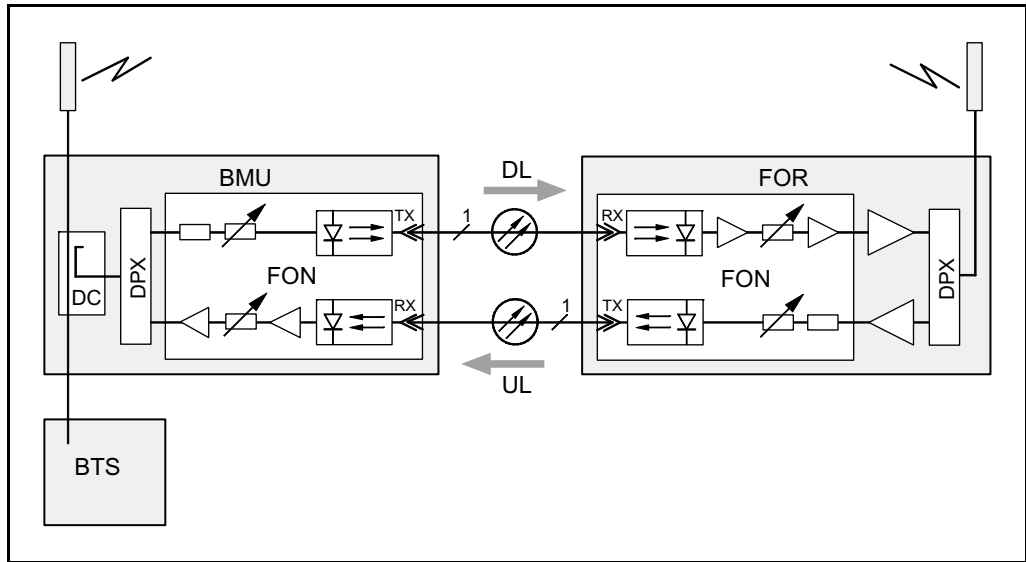 DL
BMU
FOR
TX
1
RX
DPX
DC
FON
FON
DPX
RX
1
TX
UL
BTS